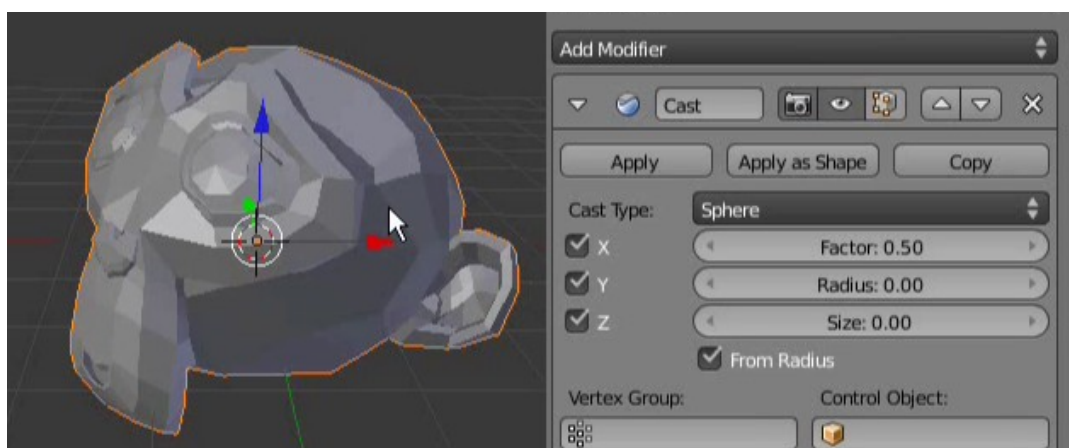 Add Modifier
Cast
Apply Apply as Shape Copy
Cast Type: Sphere
X Factor: 0.50
Y Radius: 0.00
Z Size: 0.00
From Radius
Vertex Group: Control Object: